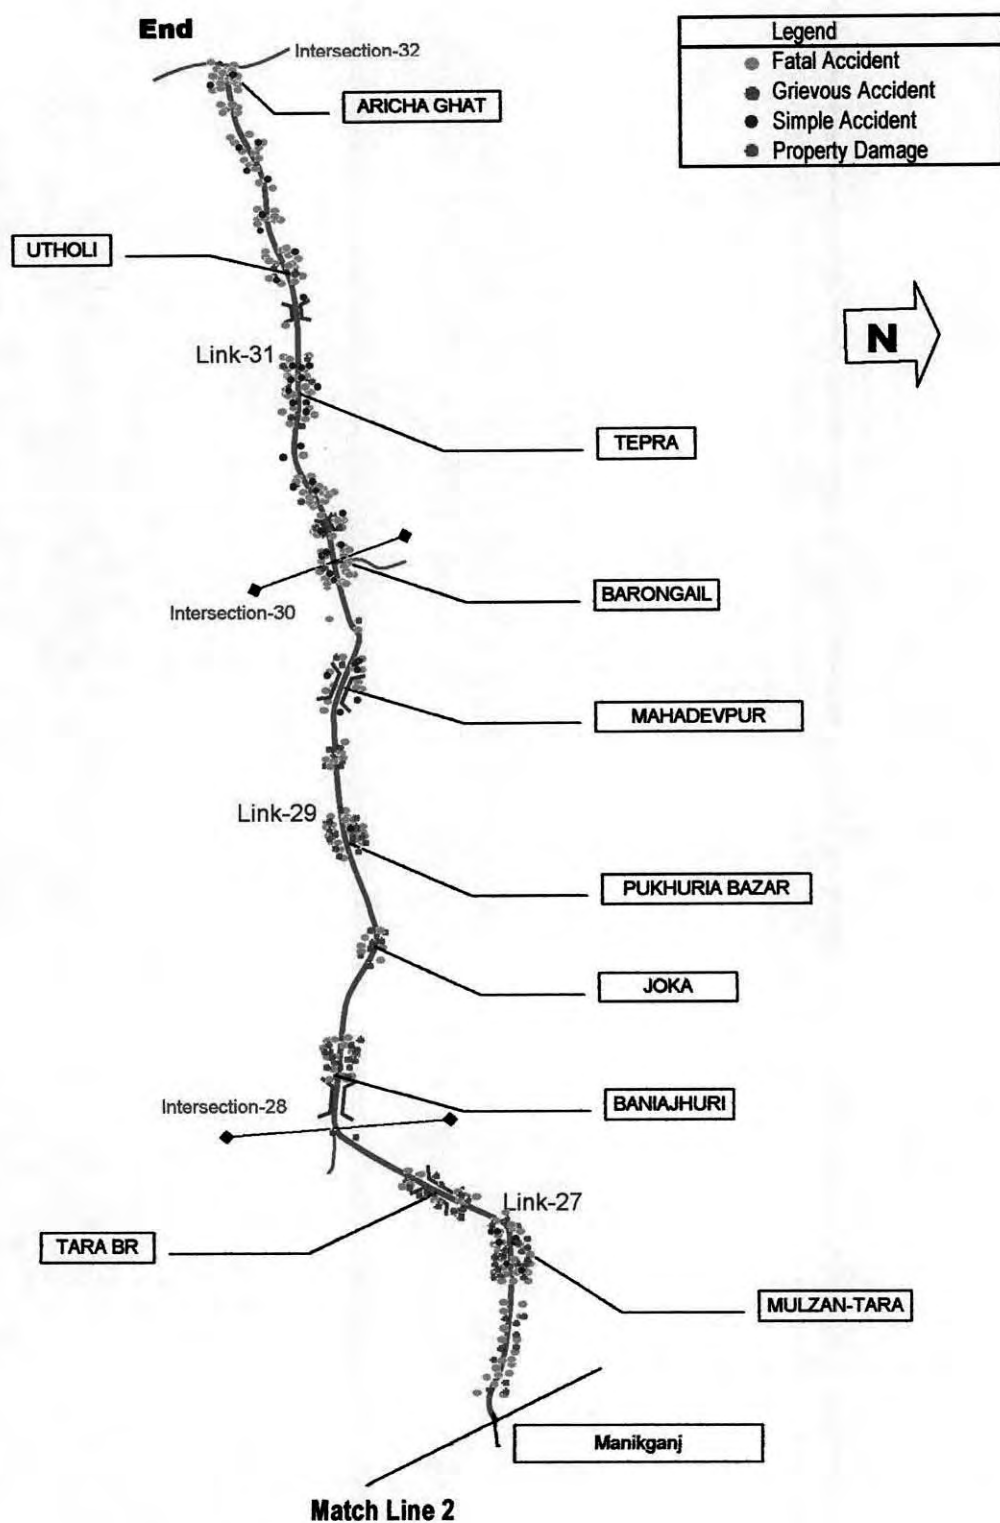 End
Intersection-32
Legend
Fatal Accident
Grievous Accident
Simple Accident
Property Damage
ARICHA GHAT
UTHOLI
N
Link-31
TEPRA
BARONGAIL
Intersection-30
MAHADEVPUR
Link-29
PUKHURIA BAZAR
JOKA
BANIAJHURI
Intersection-28
Link-27
TARA BR
MULZAN-TARA
Manikganj
Match Line 2